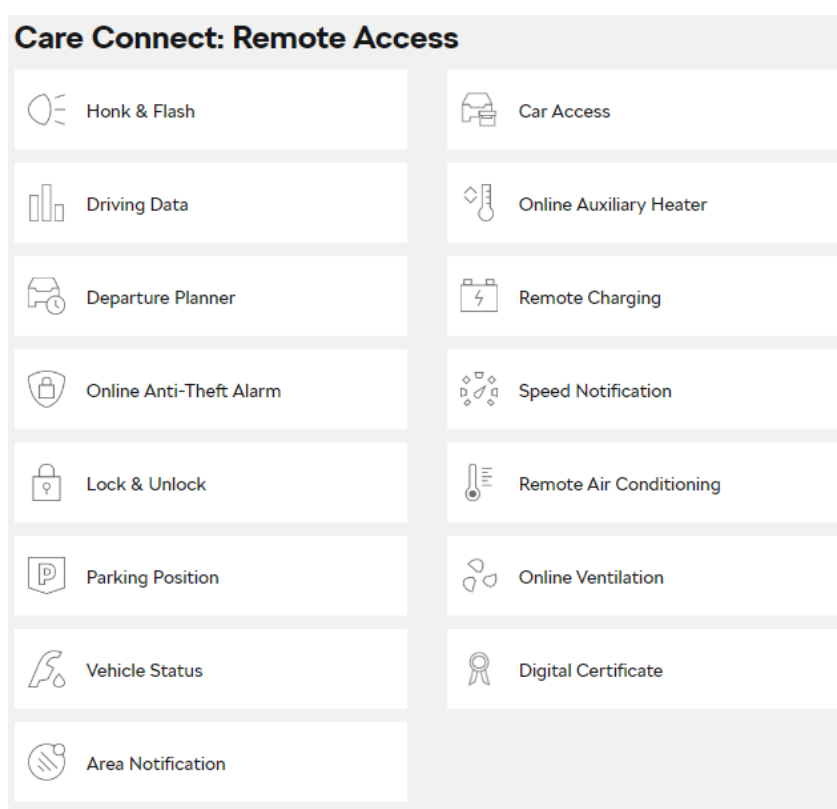 Care Connect: Remote Access
Honk & Flash
Car Access
Driving Data
Online Auxiliary Heater
Departure Planner
Remote Charging
Online Anti-Theft Alarm
Speed Notification
Lock & Unlock
Remote Air Conditioning
Parking Position
Online Ventilation
Vehicle Status
Digital Certificate
Area Notification